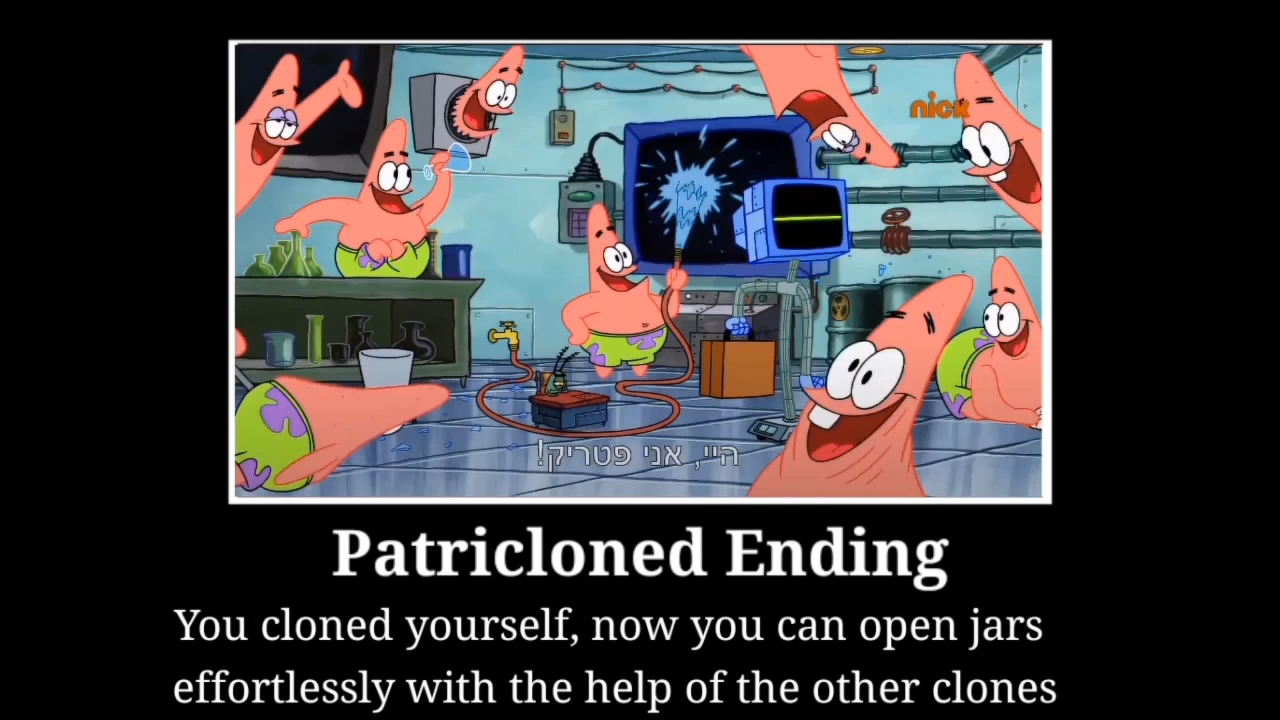 nick
היי, אני פטריק!
Patricloned Ending
You cloned yourself, now you can open jars
effortlessly with the help of the other clones